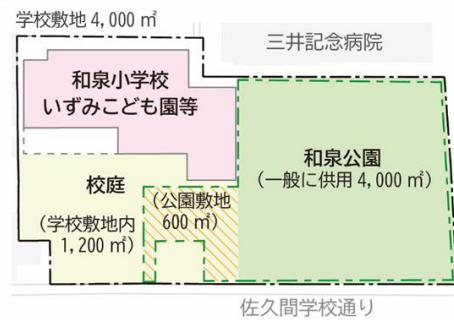 学校敷地 4,000 ㎡
三井記念病院
和泉小学校
いずみこども園等
和泉公園
(一般に供用 4,000 ㎡)
校庭
(学校敷地内
1,200 ㎡)
(公園敷地
600 ㎡)
佐久間学校通り